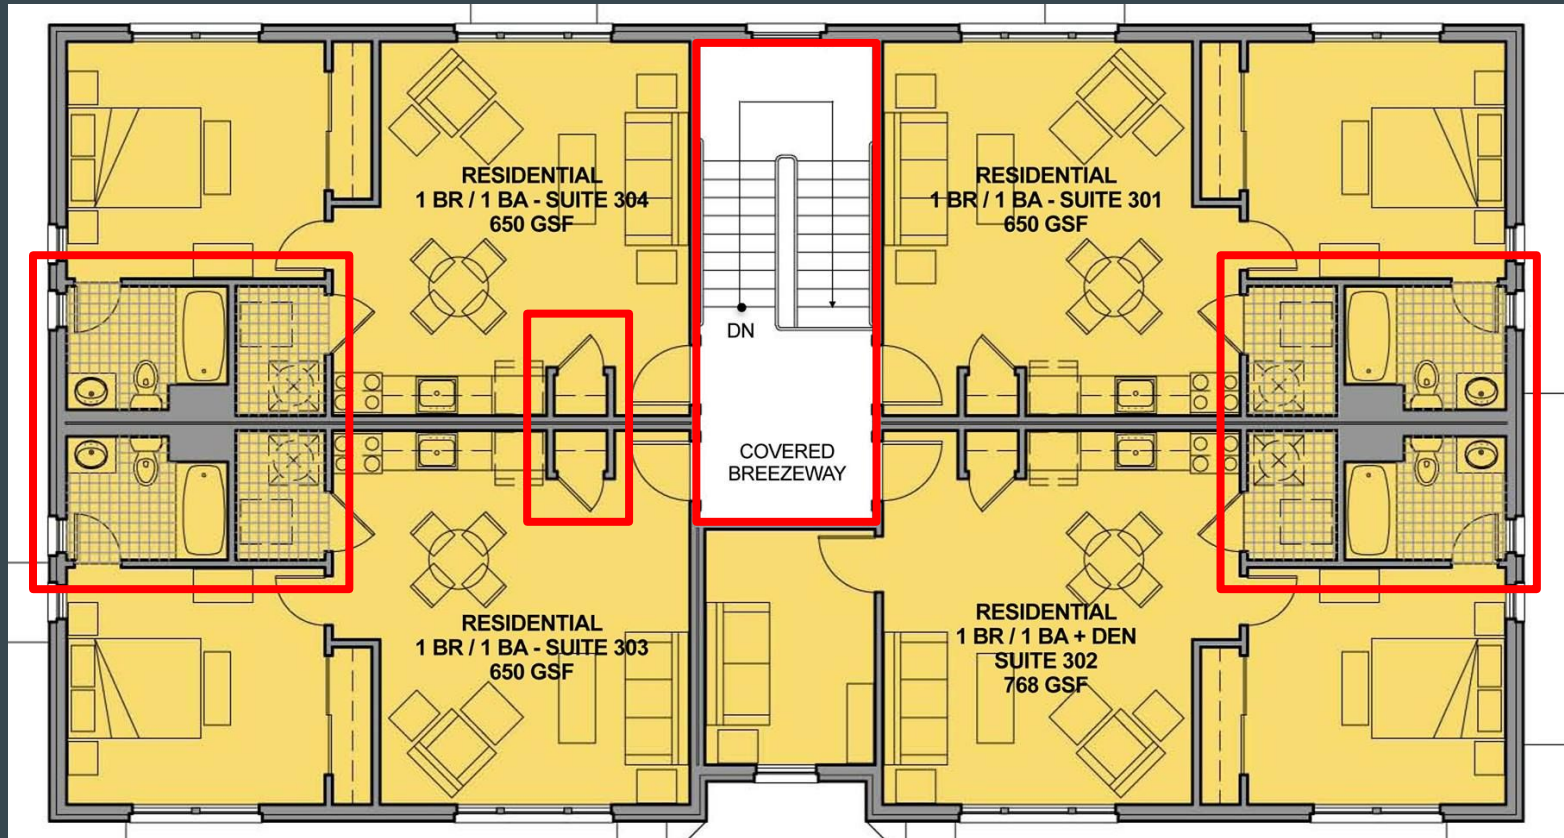 RESIDENTIAL
1 BR / 1 BA - SUITE 304
650 GSF
RESIDENTIAL
1 BR / 1 BA - SUITE 301
650 GSF
DN
COVERED
BREEZEWAY
RESIDENTIAL
1 BR / 1 BA - SUITE 303
650 GSF
RESIDENTIAL
1 BR / 1 BA + DEN
SUITE 302
768 GSF